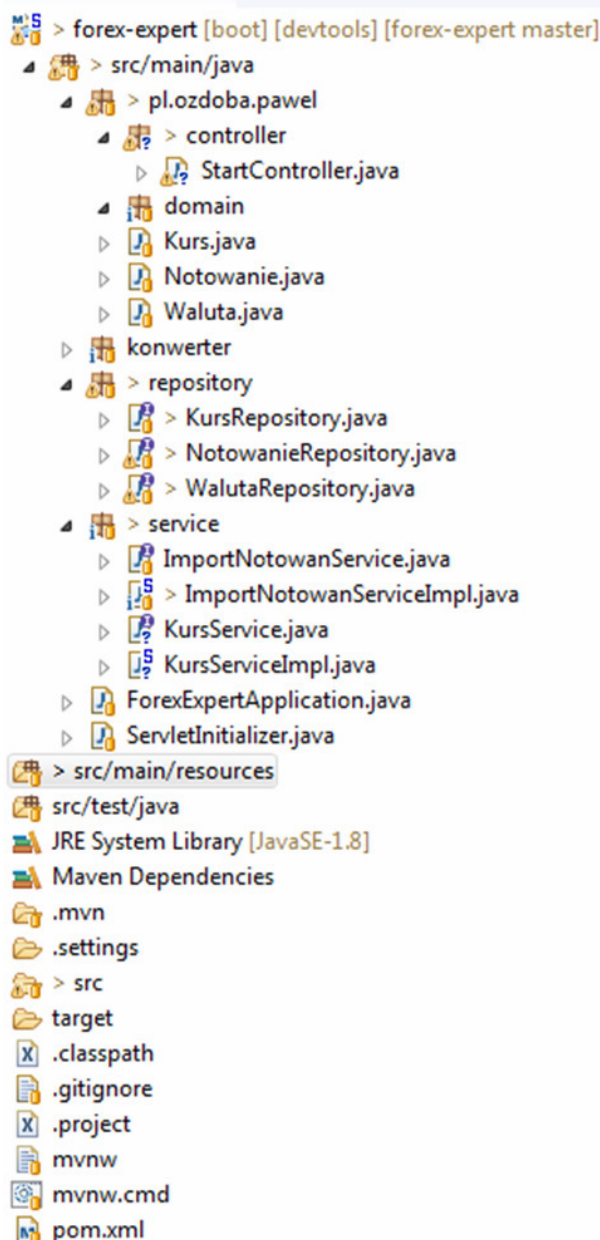 > forex-expert [boot] [devtools] [forex-expert master]
> src/main/java
> pl.ozdoba.pawel
> controller
StartController.java
domain
Kurs.java
Notowanie.java
Waluta.java
konwerter
> repository
> KursRepository.java
> NotowanieRepository.java
> WalutaRepository.java
> service
ImportNotowanService.java
> ImportNotowanServiceImpl.java
KursService.java
KursServiceImpl.java
ForexExpertApplication.java
ServletInitializer.java
> src/main/resources
src/test/java
JRE System Library [JavaSE-1.8]
Maven Dependencies
.mvn
.settings
> src
target
.classpath
.gitignore
.project
mvnw
mvnw.cmd
pom.xml